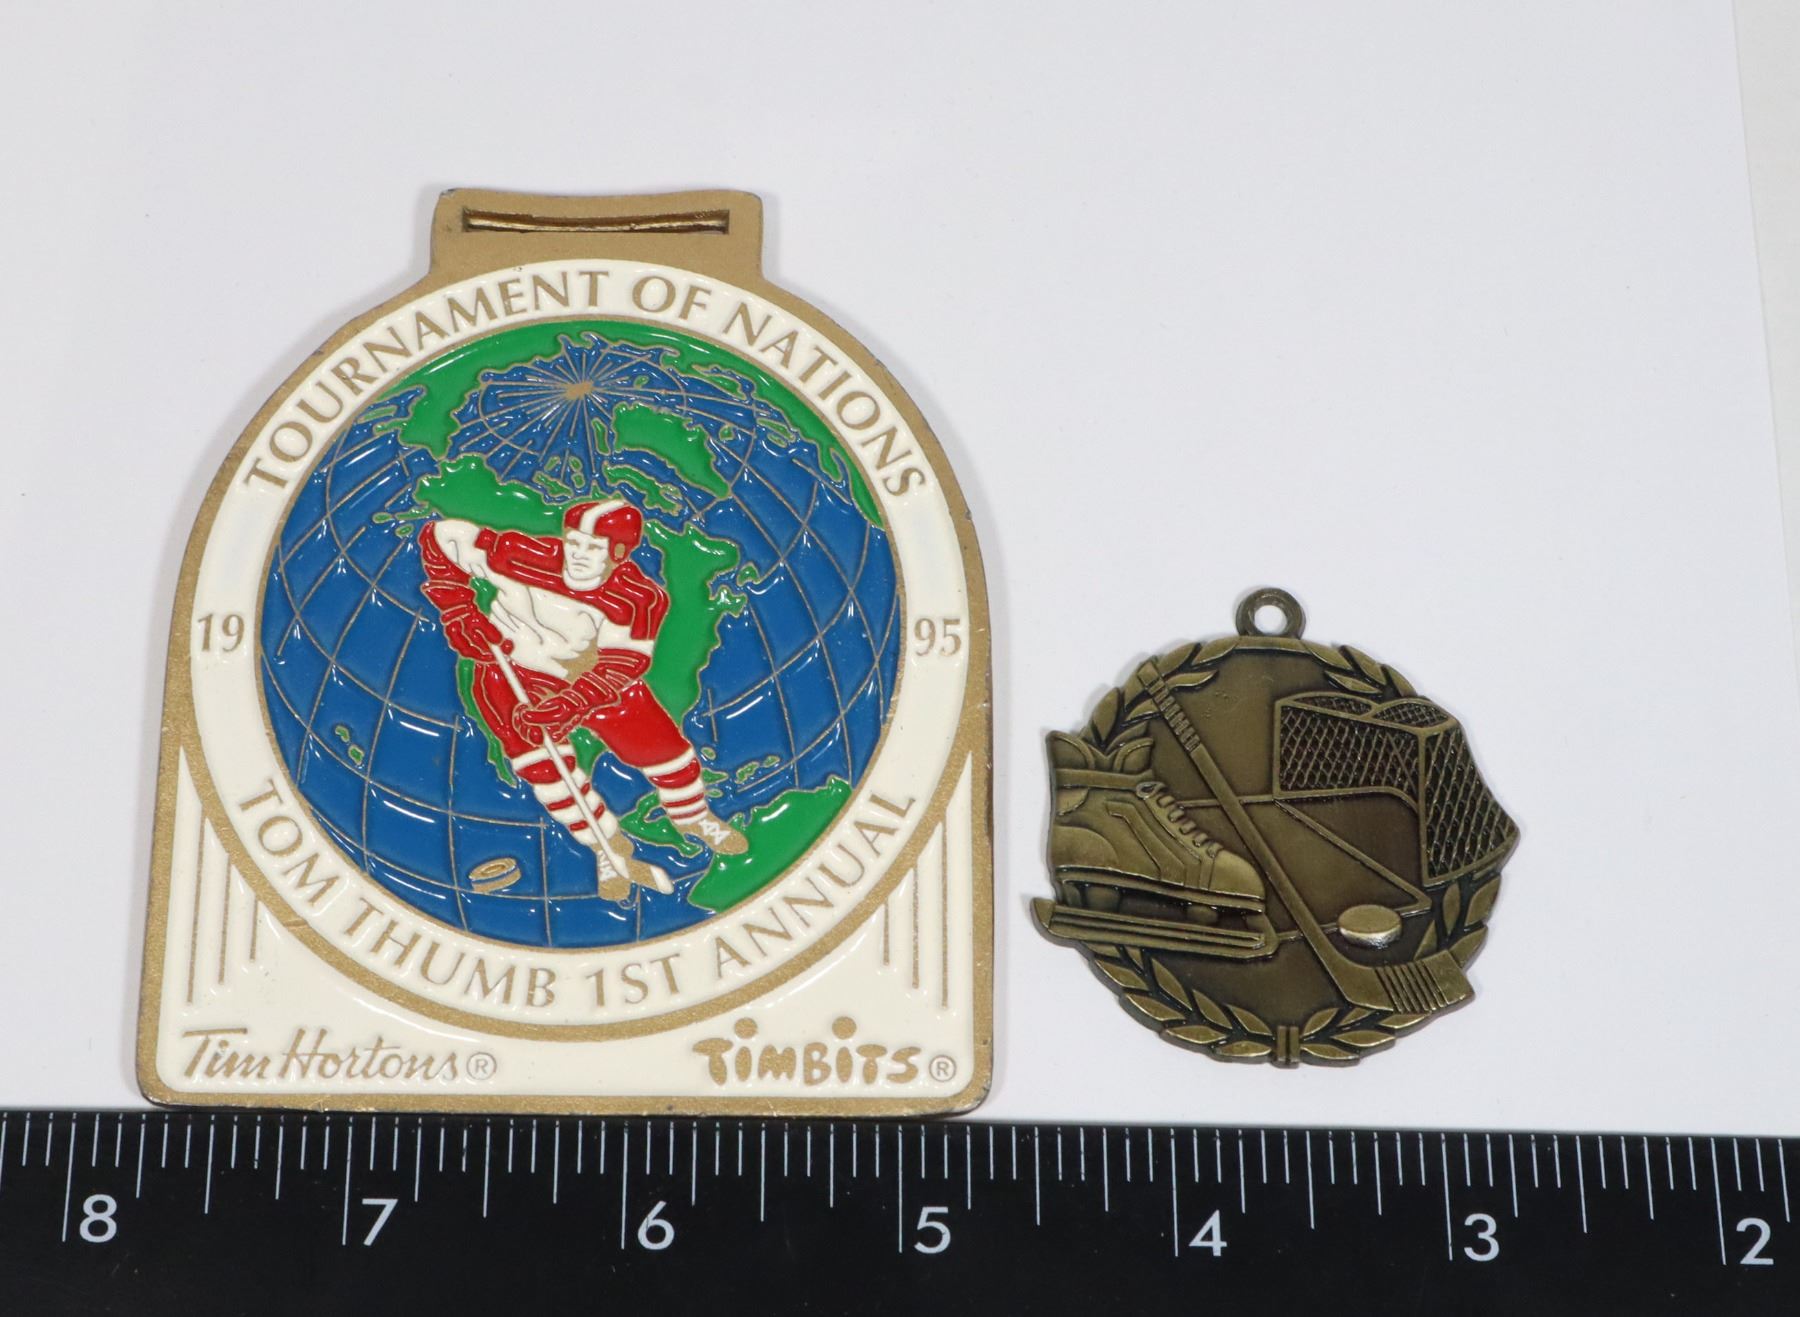 TOURNAMENT OF NATIONS
19 95
TOM THUMB 1ST ANNUAL
Tim Hortons®
TIMBITS®
8 7 6 5 4 3 2